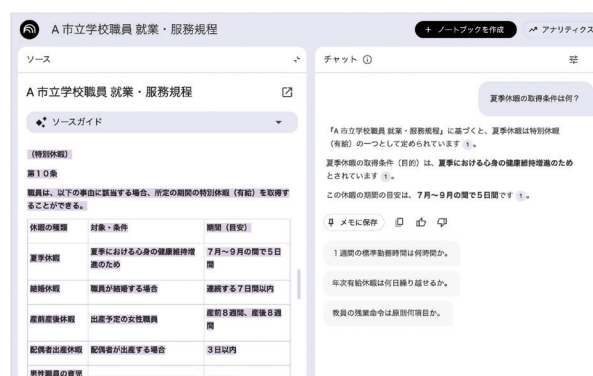 A 市立学校職員 就業・服務規程
+ ノートブックを作成
アナリティクス
ソース
チャット
A 市立学校職員 就業・服務規程
夏季休暇の取得条件は何？
ソースガイド
『A 市立学校職員 就業・服務規程』に基づくと、夏季休暇は特別休暇
（有給）の一つとして定められています 1 。
（特別休暇）
夏季休暇の取得条件（目的）は、夏季における心身の健康維持増進のため
とされています 1 。
第１０条
職員は、以下の事由に該当する場合、所定の期間の特別休暇（有給）を取得す
ることができる。
この休暇の期間の目安は、７月〜９月の間で５日間です 1 。
休暇の種類 対象・条件 期間（目安）
メモに保存
夏季休暇 夏季における心身の健康維持増
進のため ７月〜９月の間で５日
間
１週間の標準勤務時間は何時間か。
結婚休暇 職員が結婚する場合 連続する７日間以内
年次有給休暇は何日繰り越せるか。
産前産後休暇 出産予定の女性職員 産前８週間、産後８週
間
教員の残業命令は原則何項目か。
配偶者出産休暇 配偶者が出産する場合 ３日以内
男性職員の育児